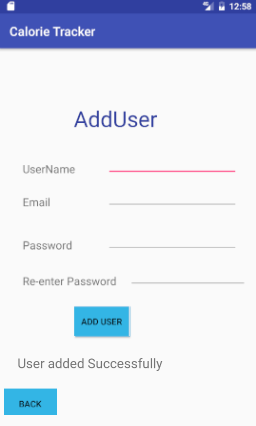 12:58
Calorie Tracker
AddUser
UserName
Email
Password
Re-enter Password
ADD USER
User added Successfully
BACK